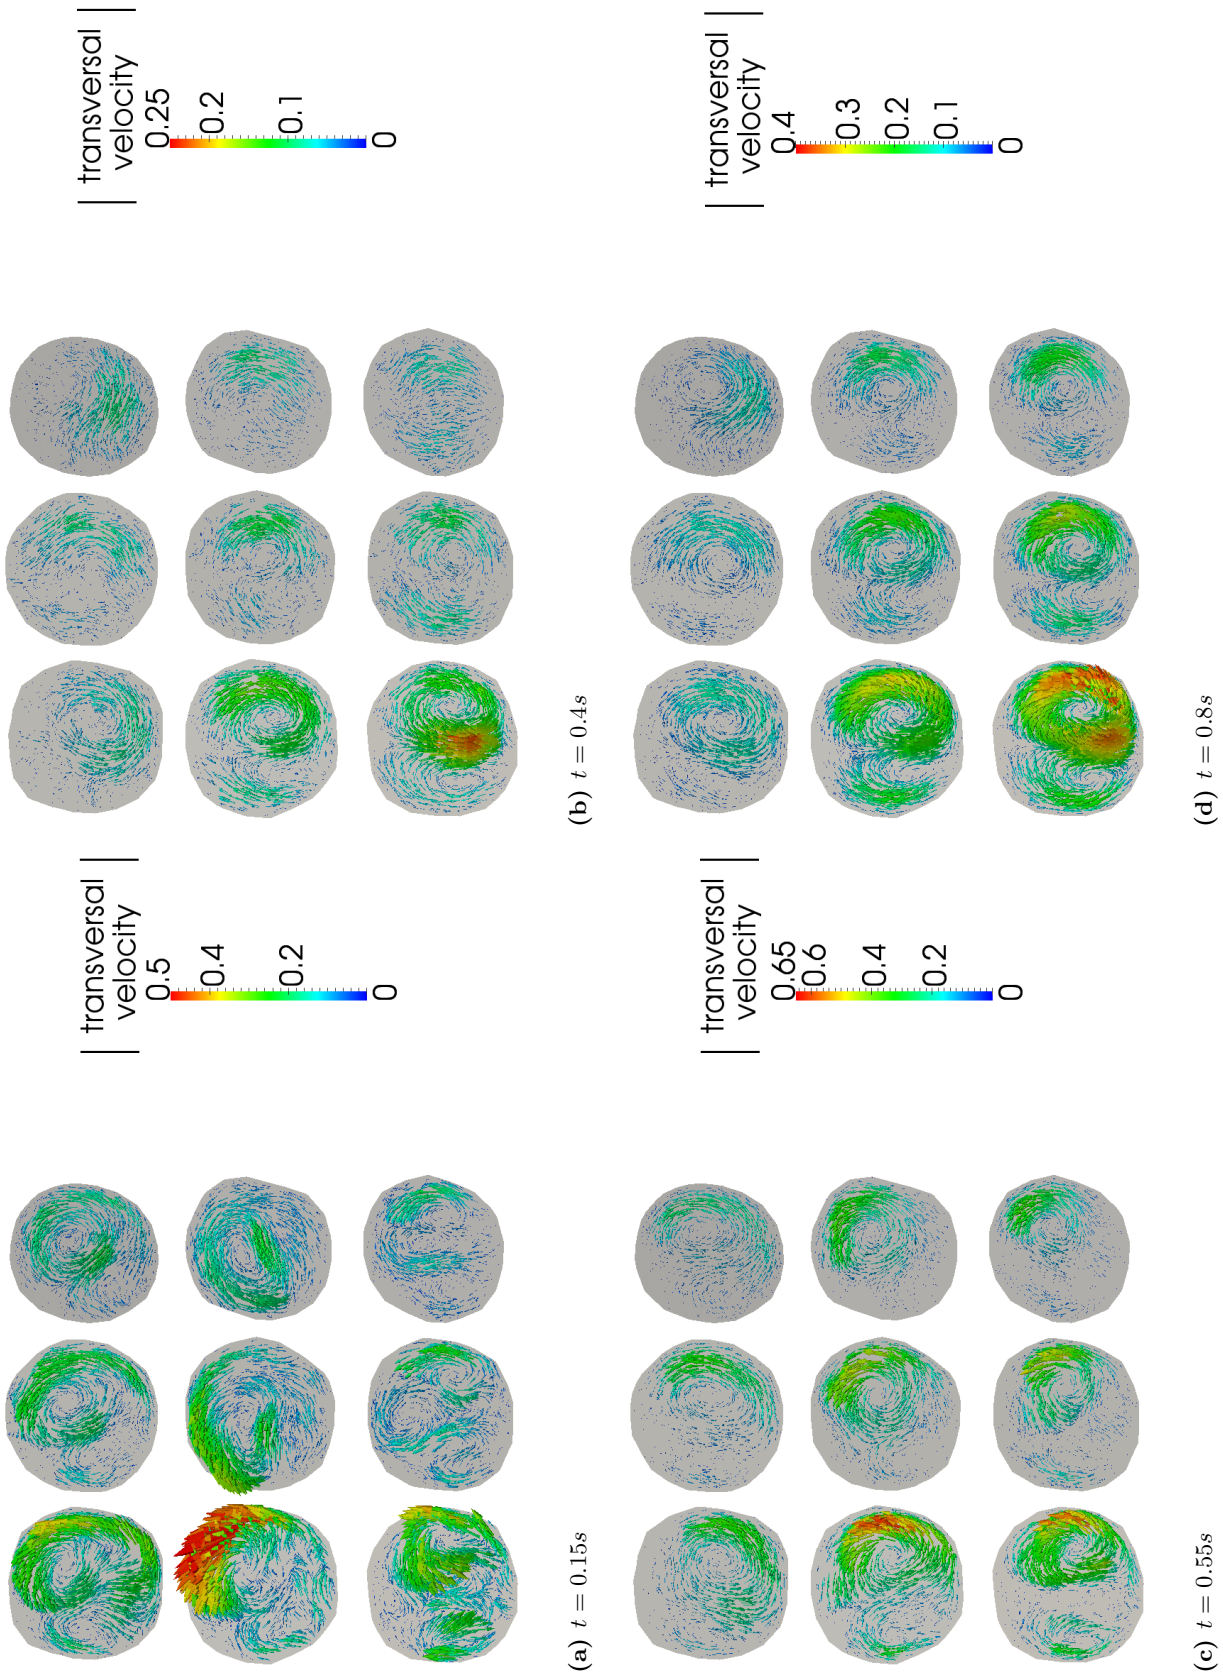 | transversal |
velocity
0.5
0.4
0.2
0
(a) t = 0.15s
| transversal |
velocity
0.25
0.2
0.1
0
(b) t = 0.4s
| transversal |
velocity
0.65
0.6
0.4
0.2
0
(c) t = 0.55s
| transversal |
velocity
0.4
0.3
0.2
0.1
0
(d) t = 0.8s